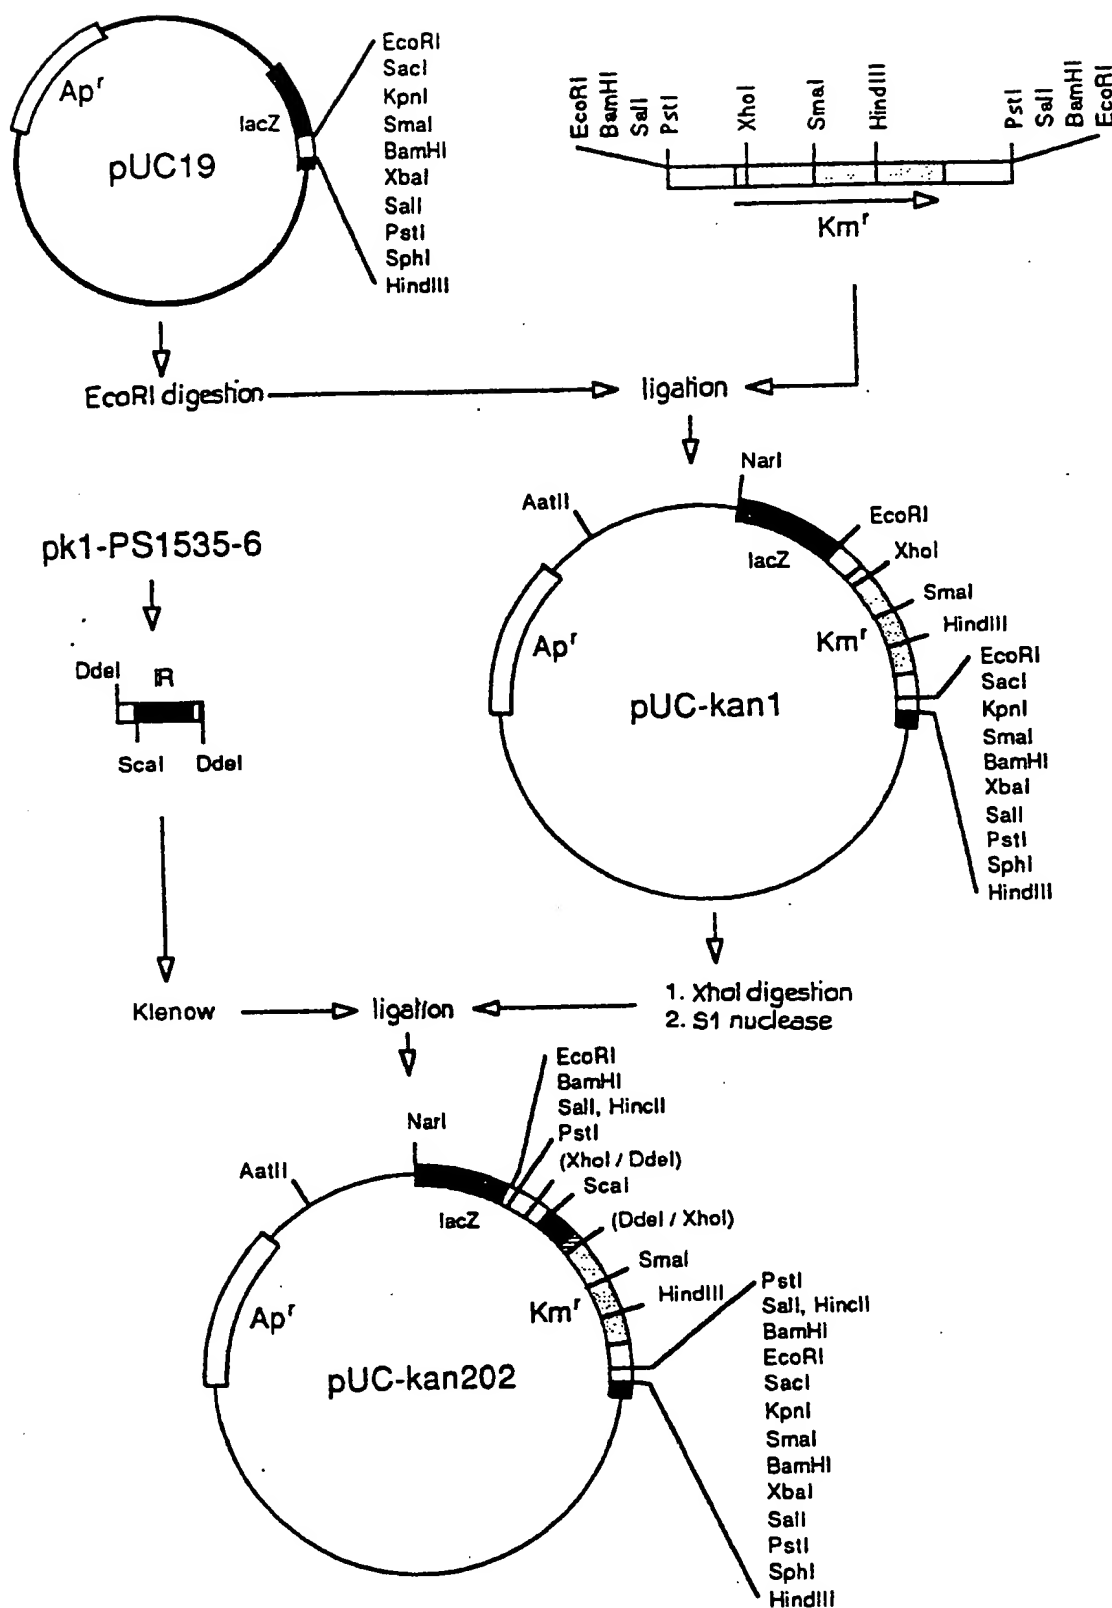 Ap^r
lacZ
pUC19
EcoRI
SacI
KpnI
SmaI
BamHI
XbaI
SalI
PstI
SphI
HindIII
EcoRI
BamHI
SalI
PstI
XhoI
SmaI
HindIII
PstI
SalI
BamHI
EcoRI
Km^r
EcoRI digestion
ligation
pk1-PS1535-6
DdeI
IR
ScaI
DdeI
NarI
AatII
EcoRI
lacZ
XhoI
SmaI
HindIII
Km^r
Ap^r
pUC-kan1
EcoRI
SacI
KpnI
SmaI
BamHI
XbaI
SalI
PstI
SphI
HindIII
Klenow
ligation
1. XhoI digestion
2. S1 nuclease
EcoRI
BamHI
SalI, HincII
PstI
(XhoI / DdeI)
ScaI
(DdeI / XhoI)
NarI
AatII
lacZ
SmaI
HindIII
Km^r
Ap^r
pUC-kan202
PstI
SalI, HincII
BamHI
EcoRI
SacI
KpnI
SmaI
BamHI
XbaI
SalI
PstI
SphI
HindIII